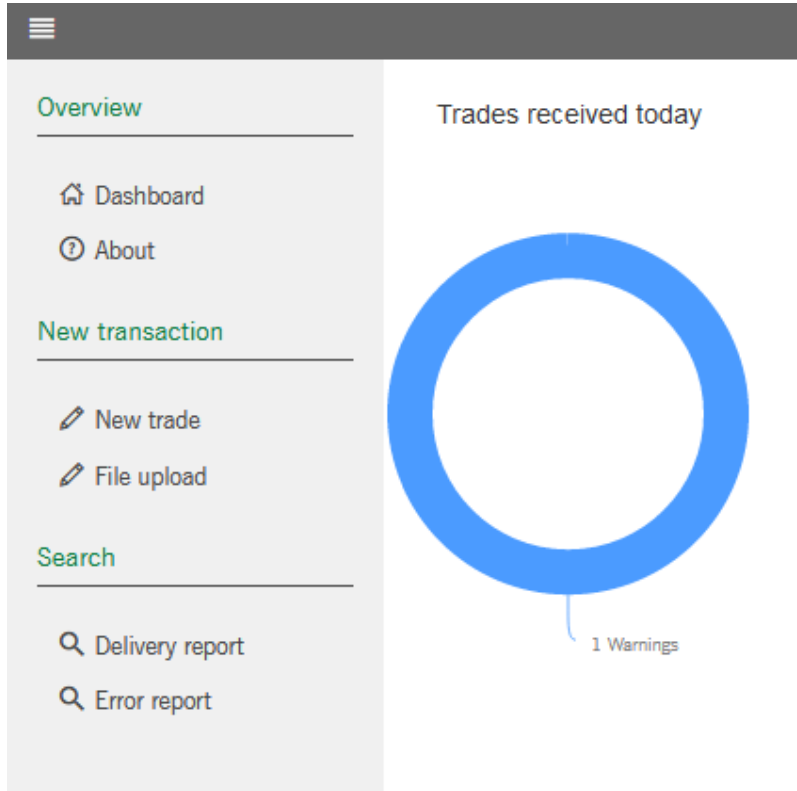 Overview
Dashboard
About
New transaction
New trade
File upload
Search
Delivery report
Error report
Trades received today
1 Warnings